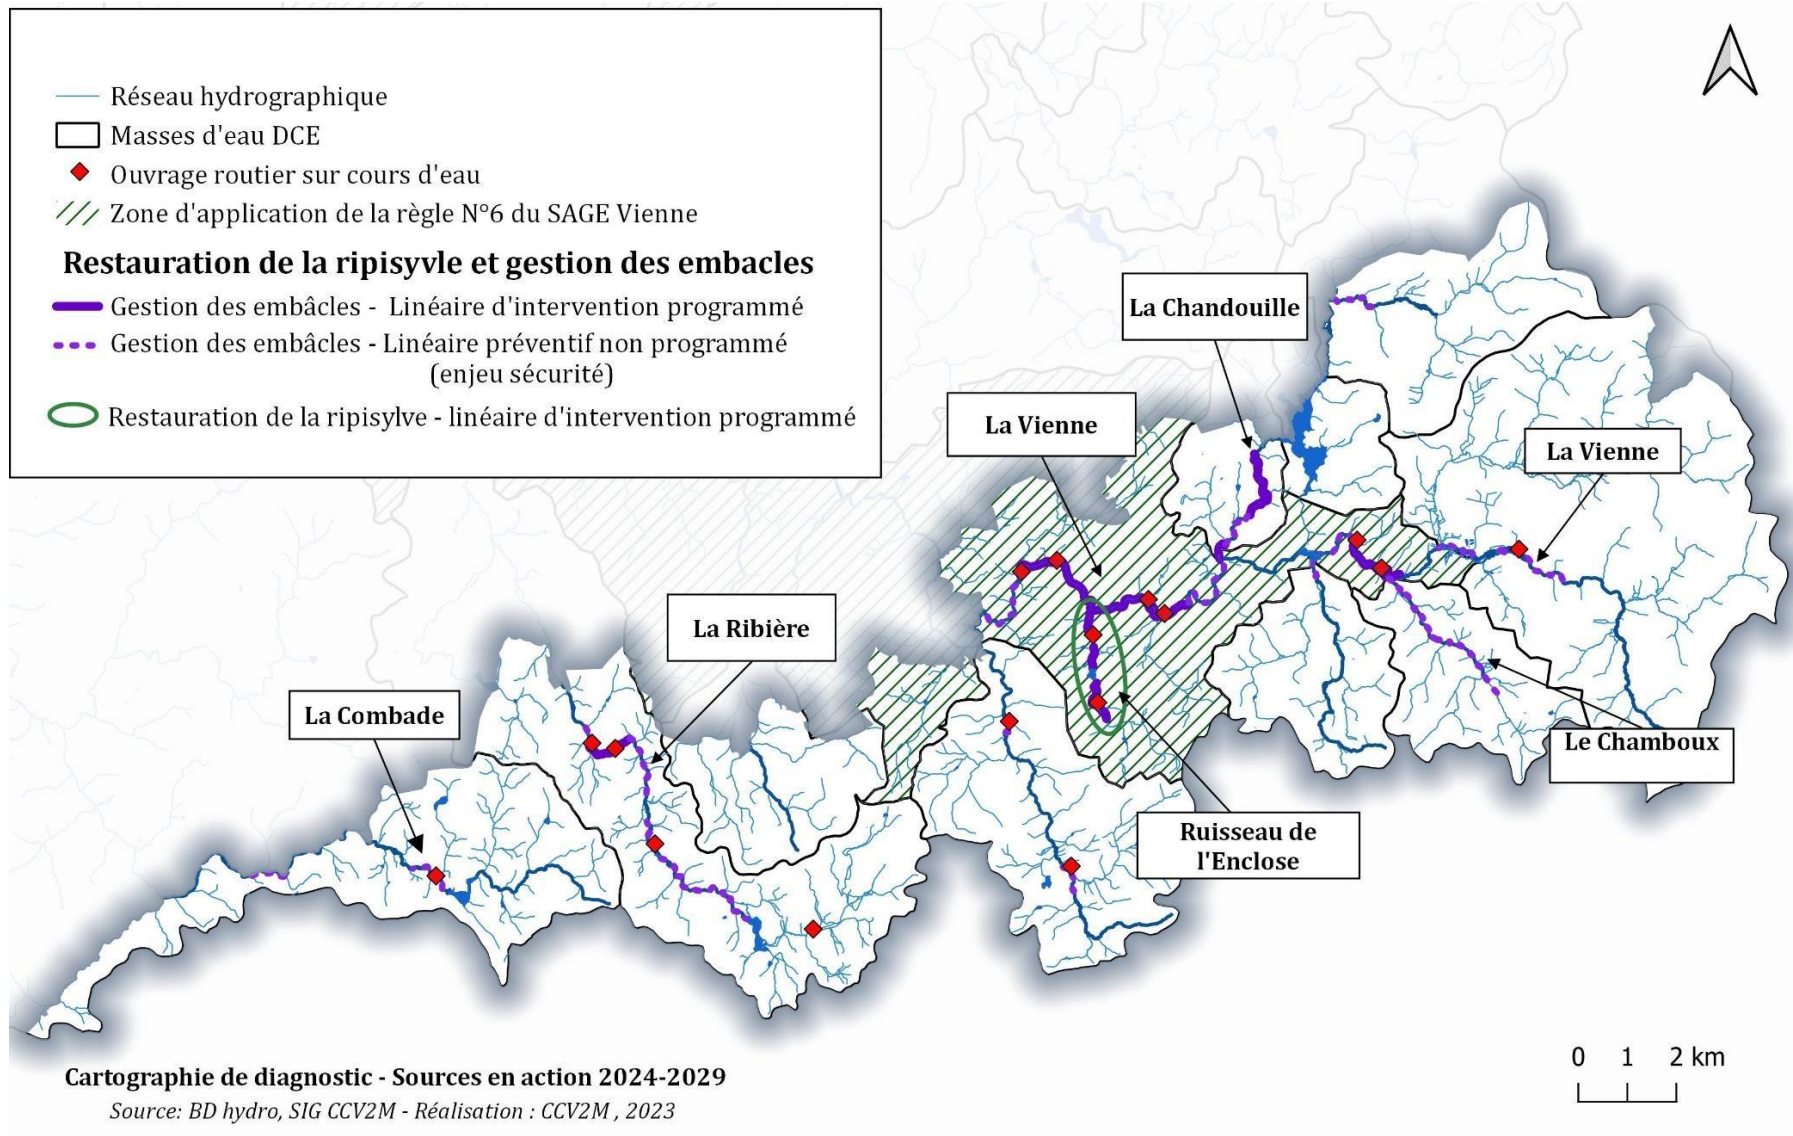 Réseau hydrographique
Masses d'eau DCE
Ouvrage routier sur cours d'eau
Zone d'application de la règle N°6 du SAGE Vienne
Restauration de la ripisyvle et gestion des embacles
Gestion des embâcles - Linéaire d'intervention programmé
Gestion des embâcles - Linéaire préventif non programmé
(enjeu sécurité)
Restauration de la ripisylve - linéaire d'intervention programmé
La Chandouille
La Vienne
La Vienne
La Ribière
La Combade
Le Chamboux
Ruisseau de
l'Enclose
0 1 2 km
Cartographie de diagnostic - Sources en action 2024-2029
Source: BD hydro, SIG CCV2M - Réalisation : CCV2M , 2023